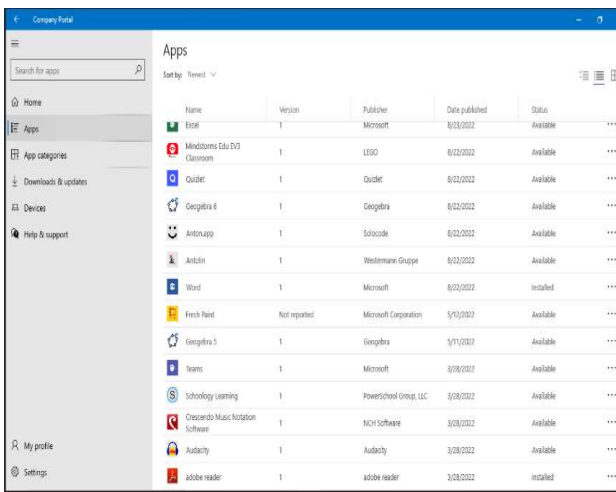 Company Portal
Apps
Search for apps
Sort by: Newest
Home
Apps
App categories
Downloads & updates
Devices
Help & support
My profile
Settings
Name Version Publisher Date published Status
Excel 1 Microsoft 8/23/2022 Available
Mindstorms Edu EV3
Classroom 1 LEGO 8/22/2022 Available
Quizlet 1 Quizlet 8/22/2022 Available
Geogebra 6 1 Geogebra 8/22/2022 Available
Anton.app 1 Solocode 8/22/2022 Available
Antolin 1 Westermann Gruppe 8/22/2022 Available
Word 1 Microsoft 8/22/2022 Installed
Fresh Paint Not reported Microsoft Corporation 5/12/2022 Available
Geogebra 5 1 Geogebra 5/11/2022 Available
Teams 1 Microsoft 3/28/2022 Available
Schoology Learning 1 PowerSchool Group, LLC 3/28/2022 Available
Crescendo Music Notation
Software 1 NCH Software 3/28/2022 Available
Audacity 1 Audacity 3/28/2022 Available
adobe reader 1 adobe reader 3/28/2022 Installed